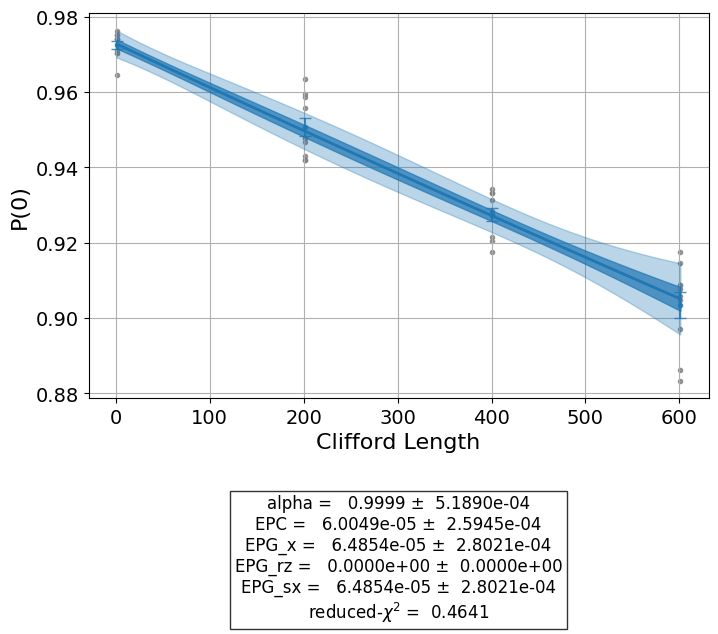 0.98
0.96
0.94
0.92
0.90
0.88
P(0)
0 100 200 300 400 500 600
Clifford Length
alpha = 0.9999 ± 5.1890e-04
EPC = 6.0049e-05 ± 2.5945e-04
EPG_x = 6.4854e-05 ± 2.8021e-04
EPG_rz = 0.0000e+00 ± 0.0000e+00
EPG_sx = 6.4854e-05 ± 2.8021e-04
reduced-χ² = 0.4641